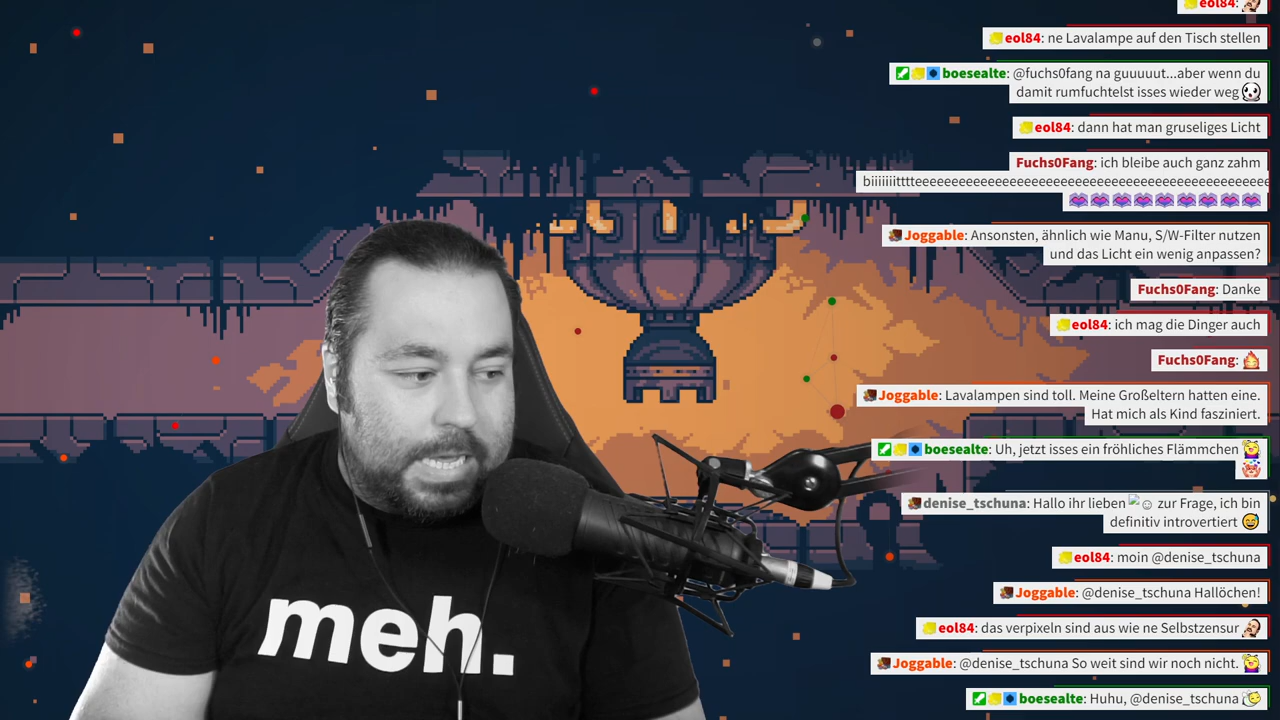 eol84:
eol84: ne Lavalampe auf den Tisch stellen
boesealte: @fuchs0fang na guuuuut...aber wenn du
damit rumfuchtelst isses wieder weg
eol84: dann hat man gruseliges Licht
Fuchs0Fang: ich bleibe auch ganz zahm
Joggable: Ansonsten, ähnlich wie Manu, S/W-Filter nutzen
und das Licht ein wenig anpassen?
Fuchs0Fang: Danke
eol84: ich mag die Dinger auch
Fuchs0Fang:
Joggable: Lavalampen sind toll. Meine Großeltern hatten eine.
Hat mich als Kind fasziniert.
boesealte: Uh, jetzt isses ein fröhliches Flämmchen
denise_tschuna: Hallo ihr lieben zur Frage, ich bin
definitiv introvertiert
eol84: moin @denise_tschuna
Joggable: @denise_tschuna Hallöchen!
eol84: das verpixeln sind aus wie ne Selbstzensur
Joggable: @denise_tschuna So weit sind wir noch nicht.
boesealte: Huhu, @denise_tschuna
meh.